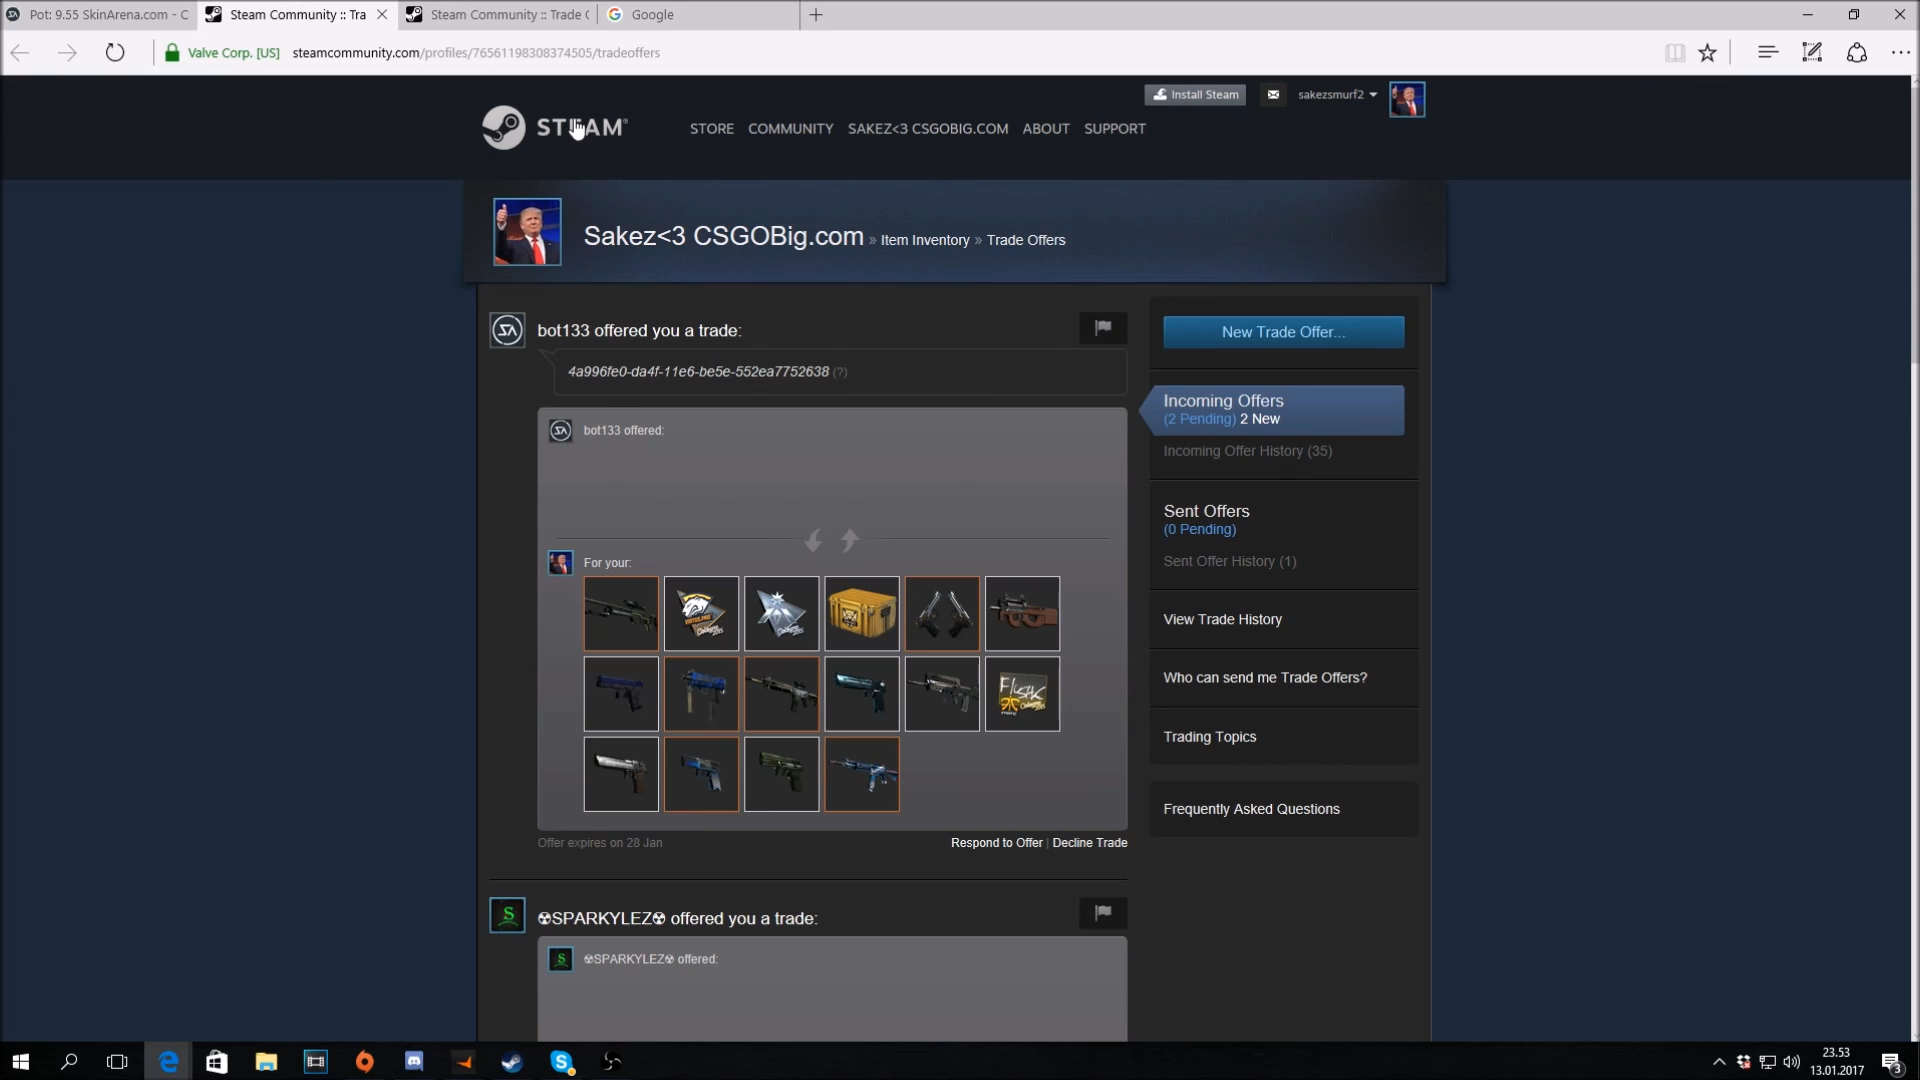 Pot: 9.55 SkinArena.com - C
Steam Community :: Tra
Steam Community :: Trade C
Google
Valve Corp. [US]
steamcommunity.com/profiles/76561198308374505/tradeoffers
Install Steam
sakezsmurf2
STEAM
STORE COMMUNITY SAKEZ<3 CSGOBIG.COM ABOUT SUPPORT
Sakez<3 CSGOBig.com » Item Inventory » Trade Offers
bot133 offered you a trade:
4a996fe0-da4f-11e6-be5e-552ea7752638 (?)
bot133 offered:
For your:
Offer expires on 28 Jan
Respond to Offer | Decline Trade
☢SPARKYLEZ☢ offered you a trade:
☢SPARKYLEZ☢ offered:
New Trade Offer...
Incoming Offers
(2 Pending) 2 New
Incoming Offer History (35)
Sent Offers
(0 Pending)
Sent Offer History (1)
View Trade History
Who can send me Trade Offers?
Trading Topics
Frequently Asked Questions
23.53
13.01.2017
3